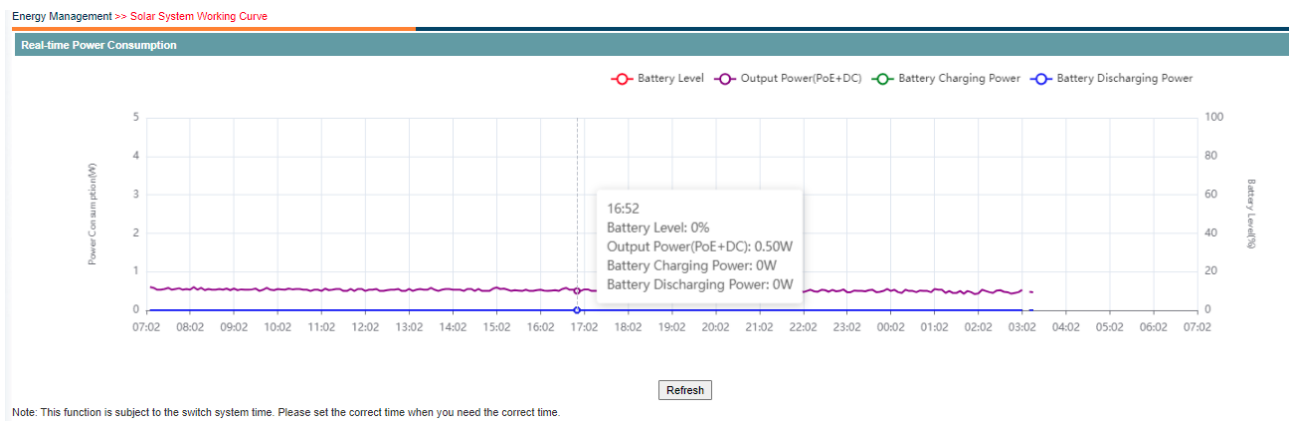 Energy Management >> Solar System Working Curve
Real-time Power Consumption
Battery Level Output Power(PoE+DC) Battery Charging Power Battery Discharging Power
Power Consumption(W)
5
4
3
2
1
0
100
80
60
40
20
0
Battery Level(%)
16:52
Battery Level: 0%
Output Power(PoE+DC): 0.50W
Battery Charging Power: 0W
Battery Discharging Power: 0W
07:02 08:02 09:02 10:02 11:02 12:02 13:02 14:02 15:02 16:02 17:02 18:02 19:02 20:02 21:02 22:02 23:02 00:02 01:02 02:02 03:02 04:02 05:02 06:02 07:02
Refresh
Note: This function is subject to the switch system time. Please set the correct time when you need the correct time.